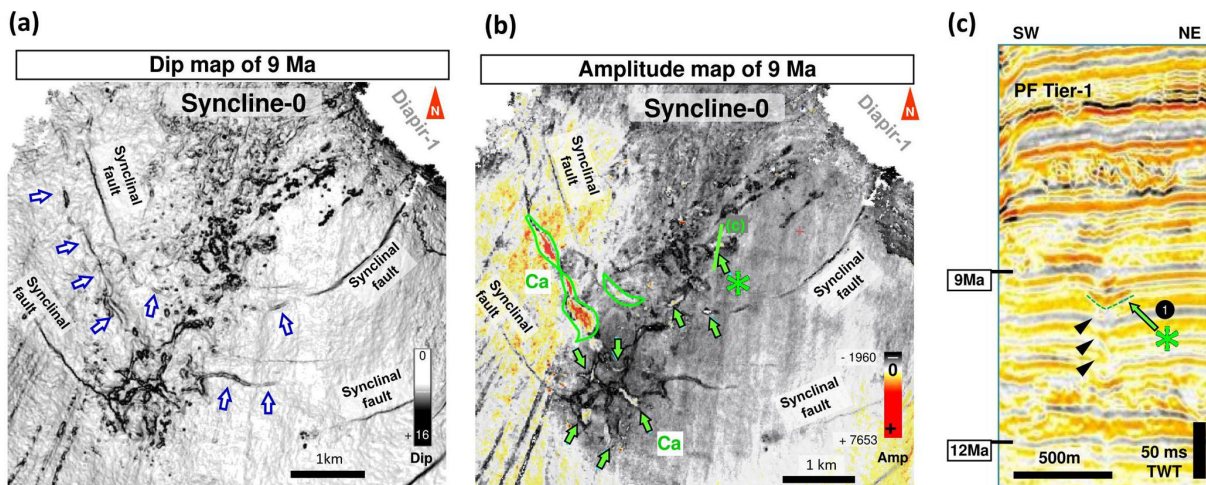 (a)
Dip map of 9 Ma
Syncline-0
Diapir-1
N
Synclinal
fault
Synclinal
fault
Synclinal
fault
Synclinal
fault
0
+ 16
Dip
1km
(b)
Amplitude map of 9 Ma
Syncline-0
Diapir-1
N
Synclinal
fault
(c)
Ca
Synclinal
fault
Synclinal
fault
Synclinal
fault
Ca
- 1960
0
+
+ 7653
Amp
1 km
(c)
SW
NE
PF Tier-1
9Ma
1
12Ma
500m
50 ms
TWT